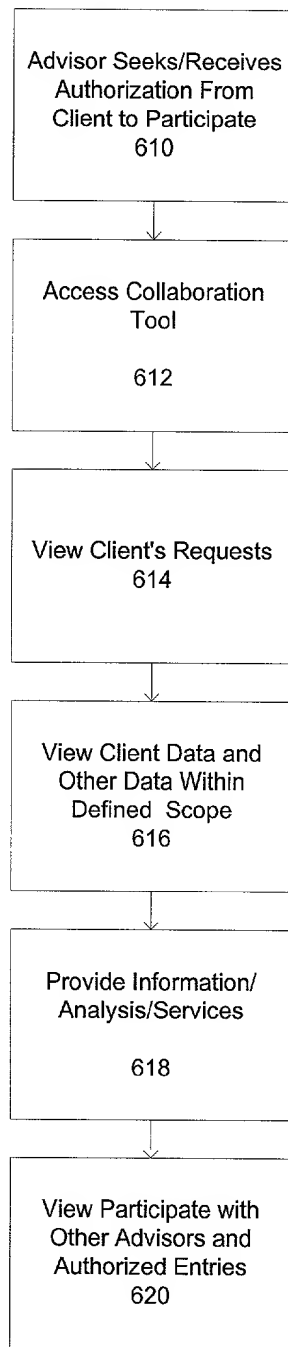 Advisor Seeks/Receives
Authorization From
Client to Participate
610
Access Collaboration
Tool
612
View Client's Requests
614
View Client Data and
Other Data Within
Defined Scope
616
Provide Information/
Analysis/Services
618
View Participate with
Other Advisors and
Authorized Entries
620